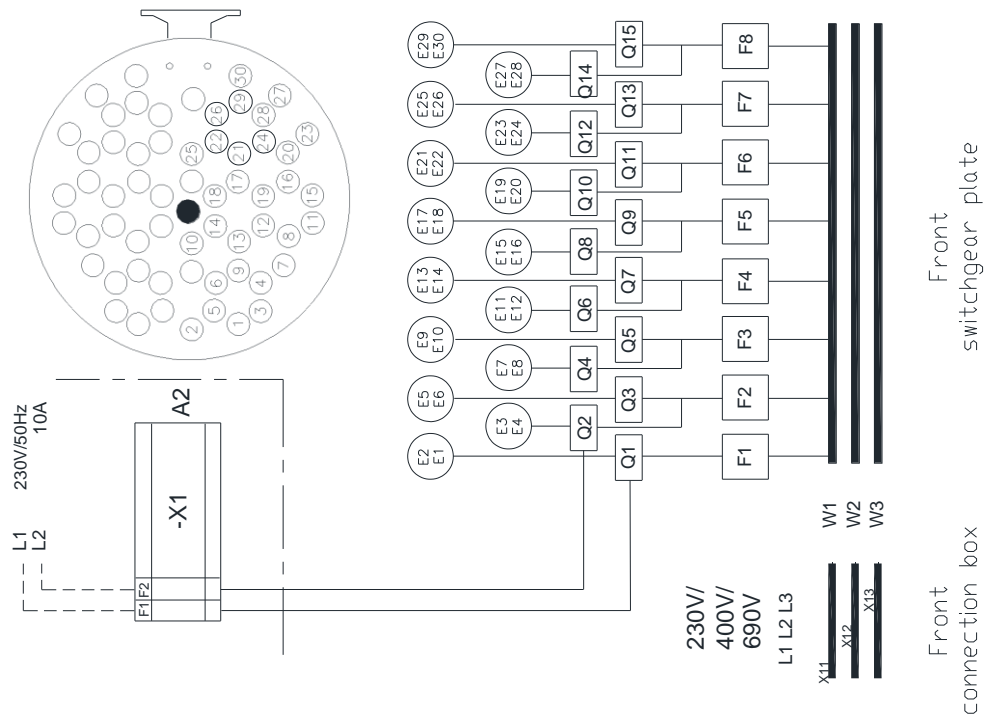 230V/50Hz
10A
L1
L2
A2
-X1
F1
F2
30
29
27
26
28
22
24
23
21
20
25
17
16
18
19
15
14
12
11
10
13
8
9
7
6
4
5
3
2
1
E29
E30
E27
E28
E25
E26
E23
E24
E21
E22
E19
E20
E17
E18
E15
E16
E13
E14
E11
E12
E9
E10
E7
E8
E5
E6
E3
E4
E2
E1
Q15
Q14
Q13
Q12
Q11
Q10
Q9
Q8
Q7
Q6
Q5
Q4
Q3
Q2
Q1
F8
F7
F6
F5
F4
F3
F2
F1
Front
switchgear plate
W1
W2
W3
230V/
400V/
690V
L1 L2 L3
X11
X12
X13
Front
connection box